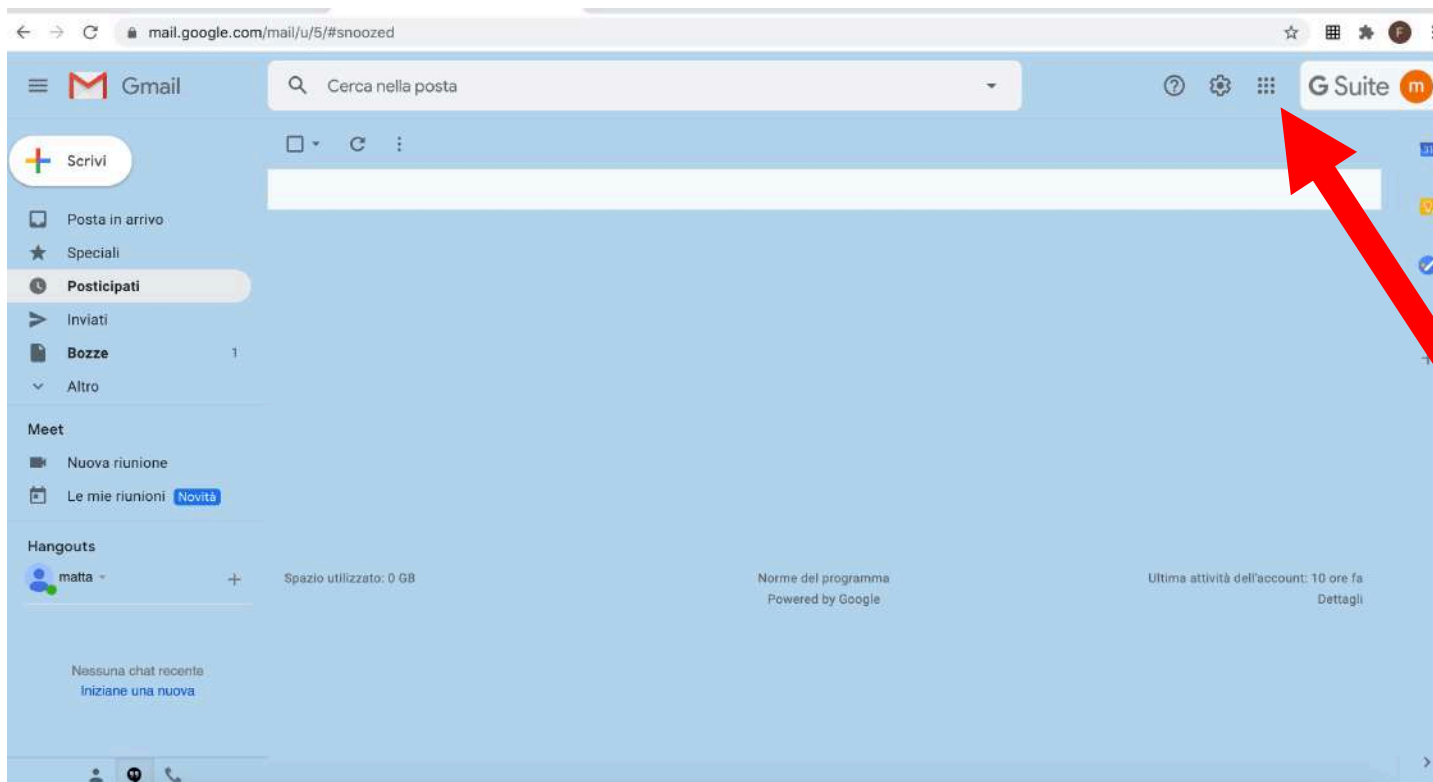 mail.google.com/mail/u/5/#snoozed
F
Gmail
Cerca nella posta
G Suite
m
Scrivi
31
Posta in arrivo
Speciali
Posticipati
Inviati
Bozze 1
Altro
Meet
Nuova riunione
Le mie riunioni Novità
Hangouts
matta
Spazio utilizzato: 0 GB
Norme del programma
Powered by Google
Ultima attività dell'account: 10 ore fa
Dettagli
Nessuna chat recente
Iniziane una nuova